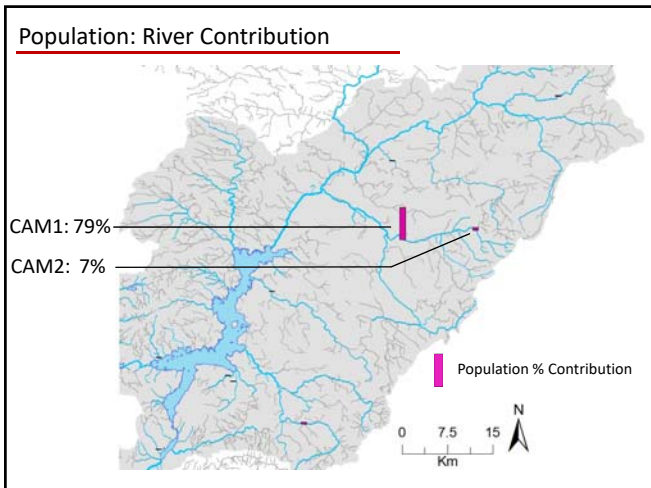 Population: River Contribution
CAM1: 79%
CAM2: 7%
Population % Contribution
N
0 7.5 15
Km